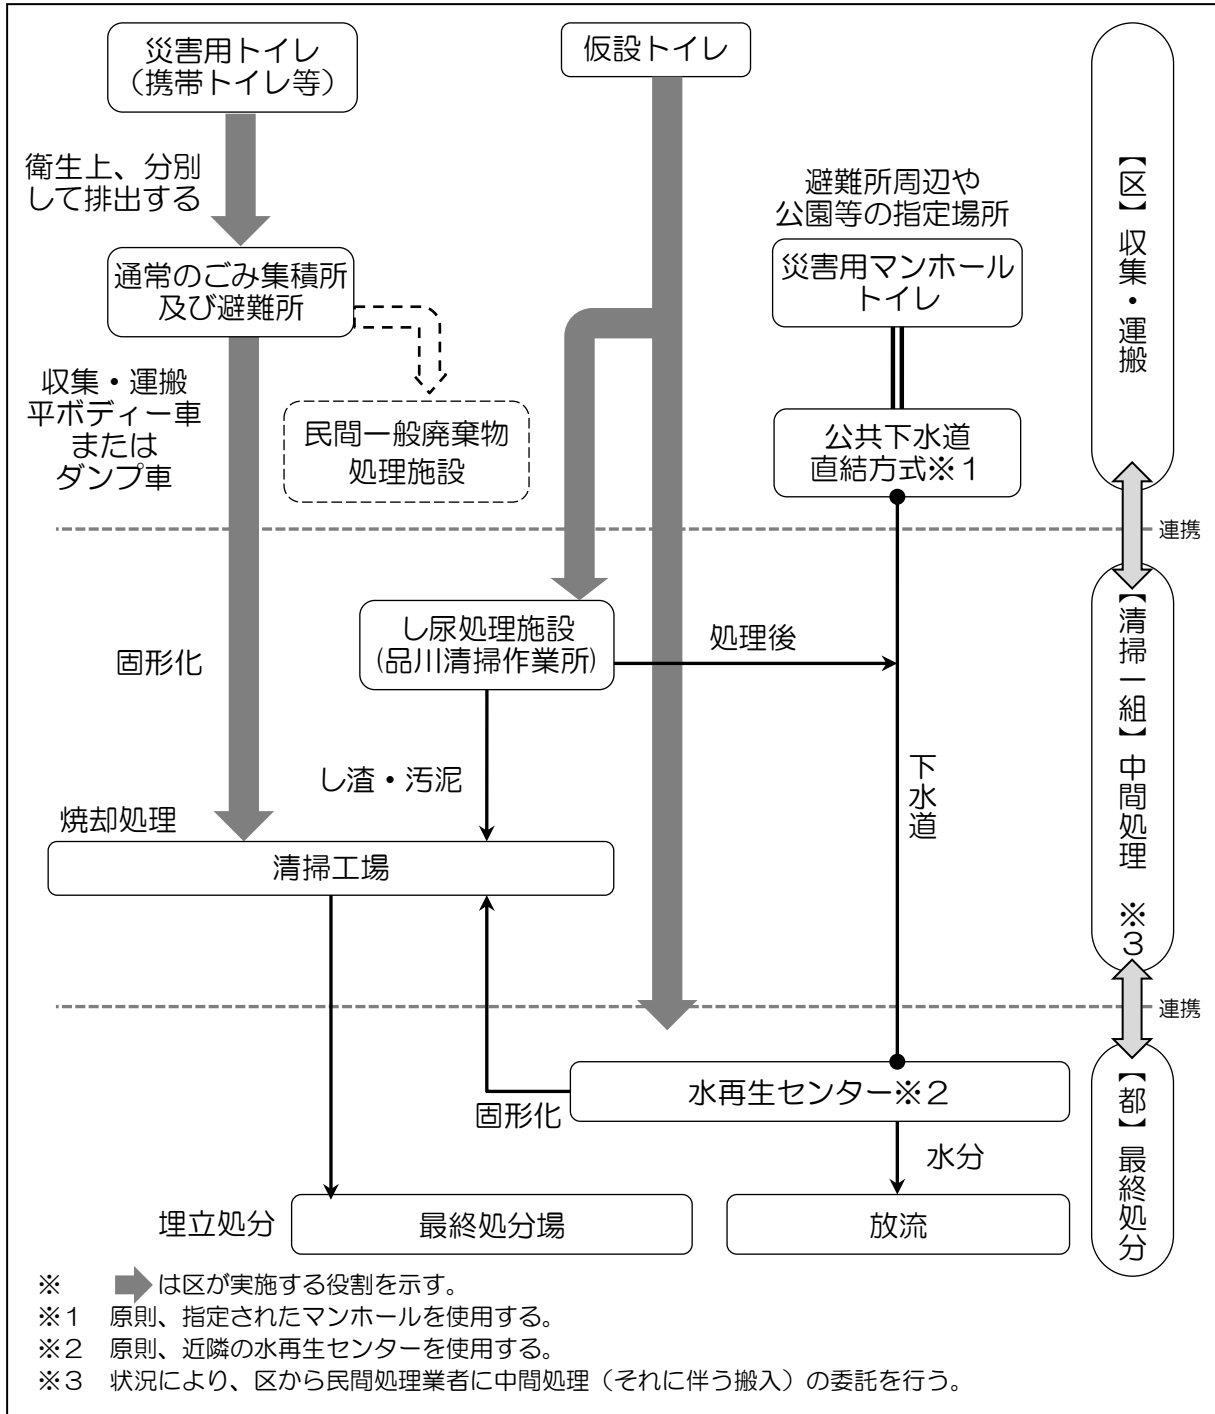 災害用トイレ
（携帯トイレ等）
仮設トイレ
衛生上、分別
して排出する
避難所周辺や
公園等の指定場所
通常のごみ集積所
及び避難所
災害用マンホール
トイレ
収集・運搬
平ボディー車
または
ダンプ車
民間一般廃棄物
処理施設
公共下水道
直結方式※１
【区】収集・運搬
連携
し尿処理施設
(品川清掃作業所)
処理後
固形化
し渣・汚泥
下水道
焼却処理
清掃工場
【清掃一組】中間処理　※３
連携
水再生センター※２
固形化
水分
埋立処分
最終処分場
放流
【都】最終処分
※　　は区が実施する役割を示す。
※１　原則、指定されたマンホールを使用する。
※２　原則、近隣の水再生センターを使用する。
※３　状況により、区から民間処理業者に中間処理（それに伴う搬入）の委託を行う。